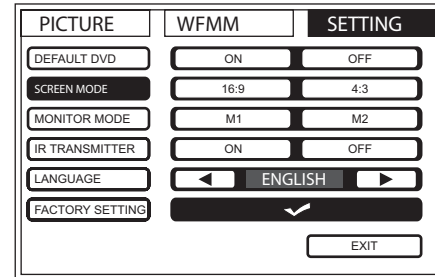 PICTURE WFMM SETTING
DEFAULT DVD ON OFF
SCREEN MODE 16:9 4:3
MONITOR MODE M1 M2
IR TRANSMITTER ON OFF
LANGUAGE ENGLISH
FACTORY SETTING
EXIT